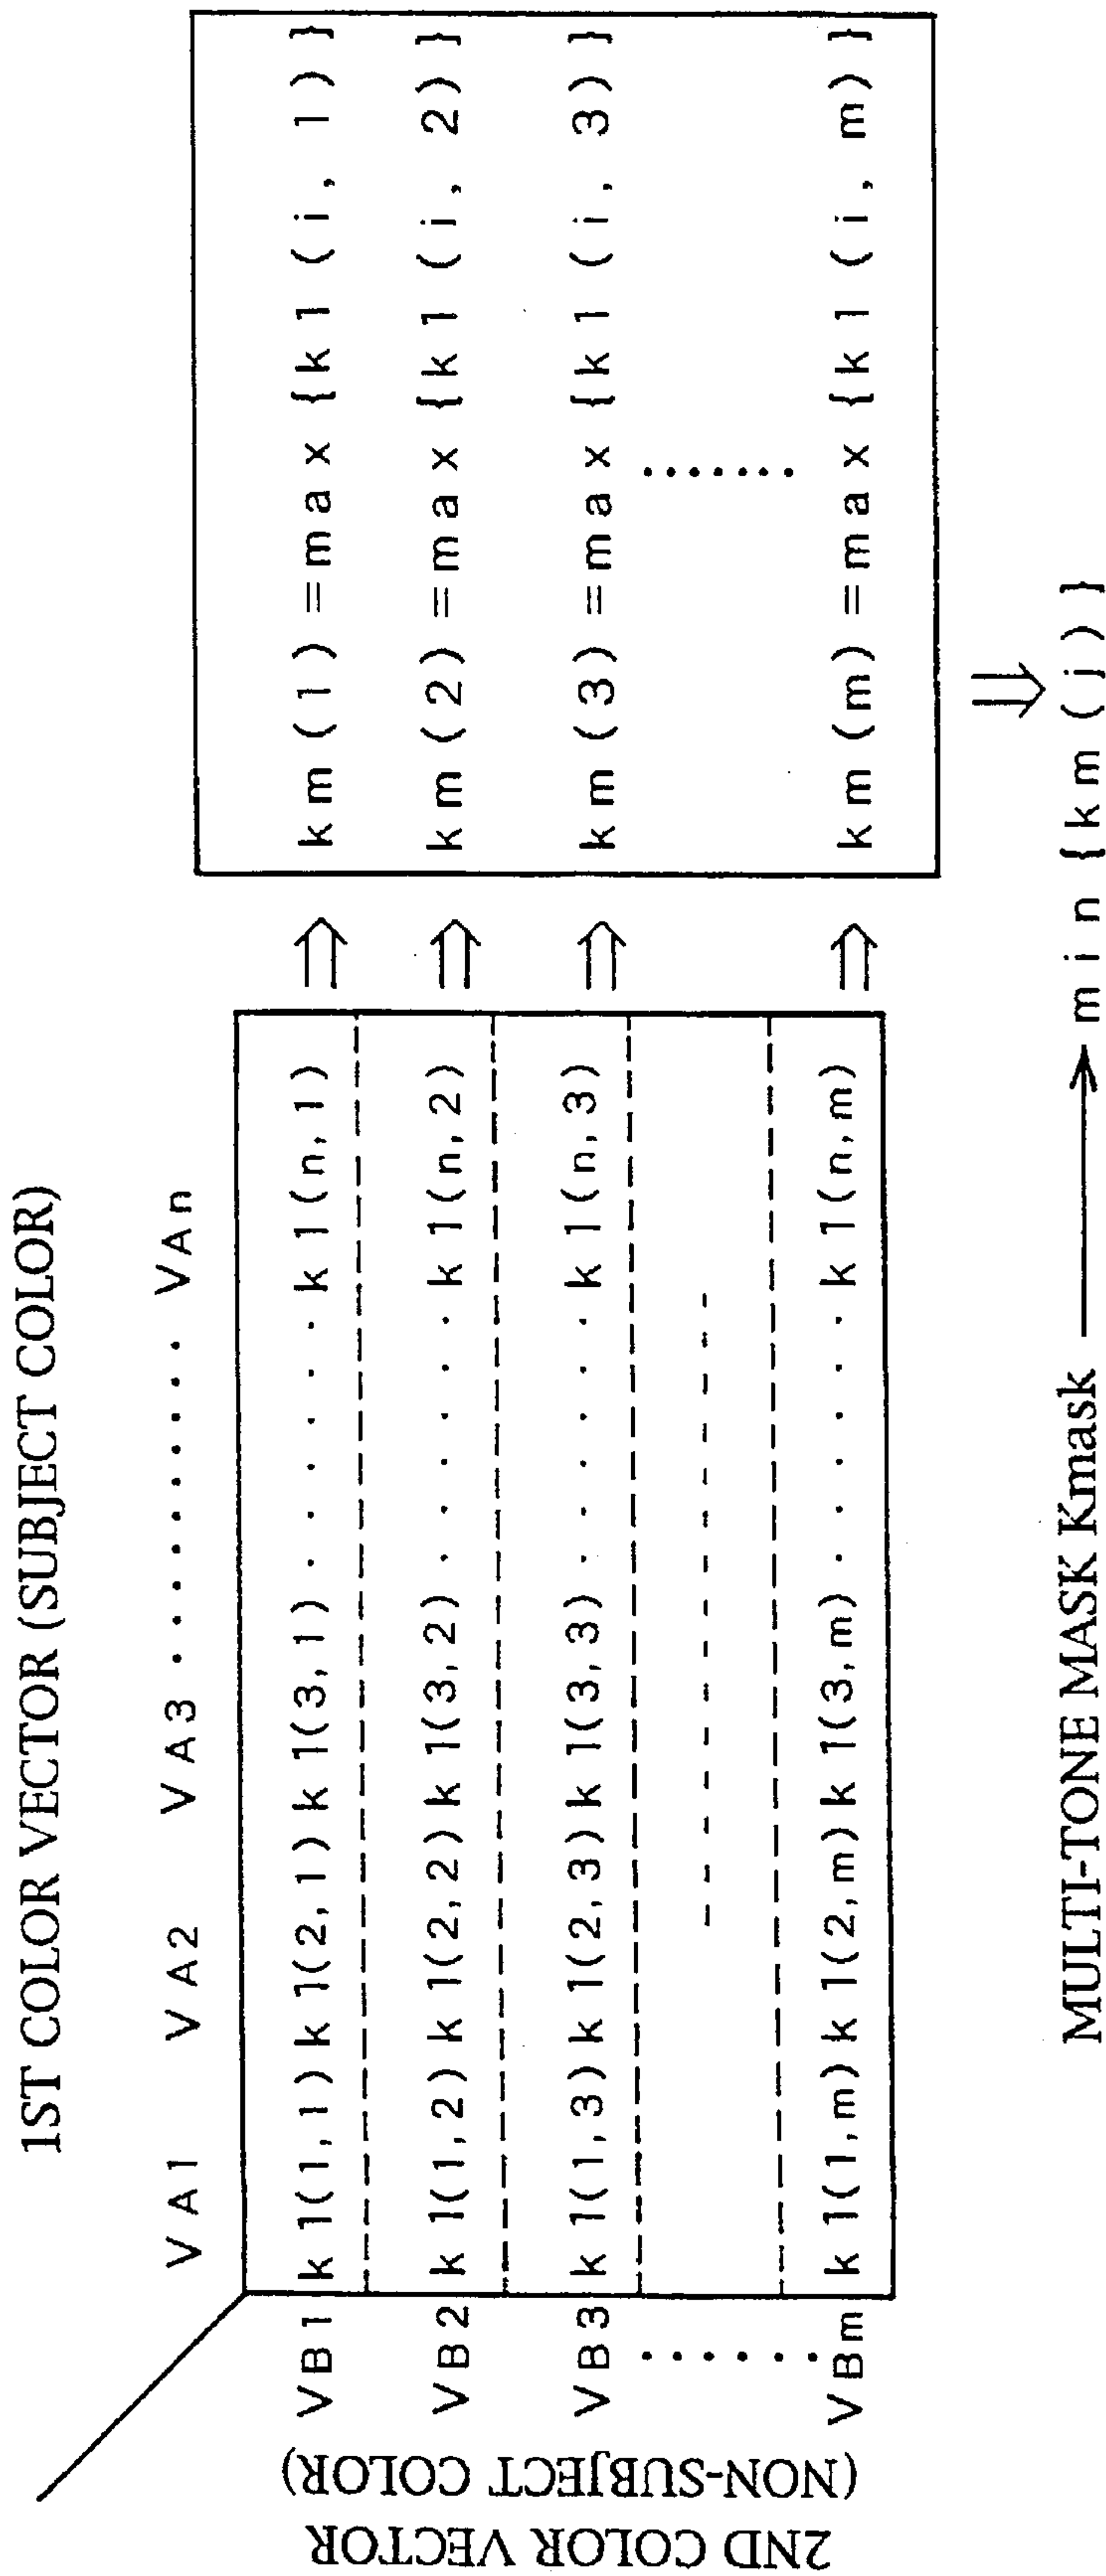 1ST COLOR VECTOR (SUBJECT COLOR)
VA1 VA2 VA3 ·········· VAn
2ND COLOR VECTOR
(NON-SUBJECT COLOR)
VB1 k1(1,1) k1(2,1) k1(3,1) ······ k1(n,1) ⇒ km(1)=max{k1(i, 1)}
VB2 k1(1,2) k1(2,2) k1(3,2) ······ k1(n,2) ⇒ km(2)=max{k1(i, 2)}
VB3 k1(1,3) k1(2,3) k1(3,3) ······ k1(n,3) ⇒ km(3)=max{k1(i, 3)}
VBm k1(1,m) k1(2,m) k1(3,m) ······ k1(n,m) ⇒ km(m)=max{k1(i, m)}
MULTI-TONE MASK Kmask ⟶ min{km(j)}